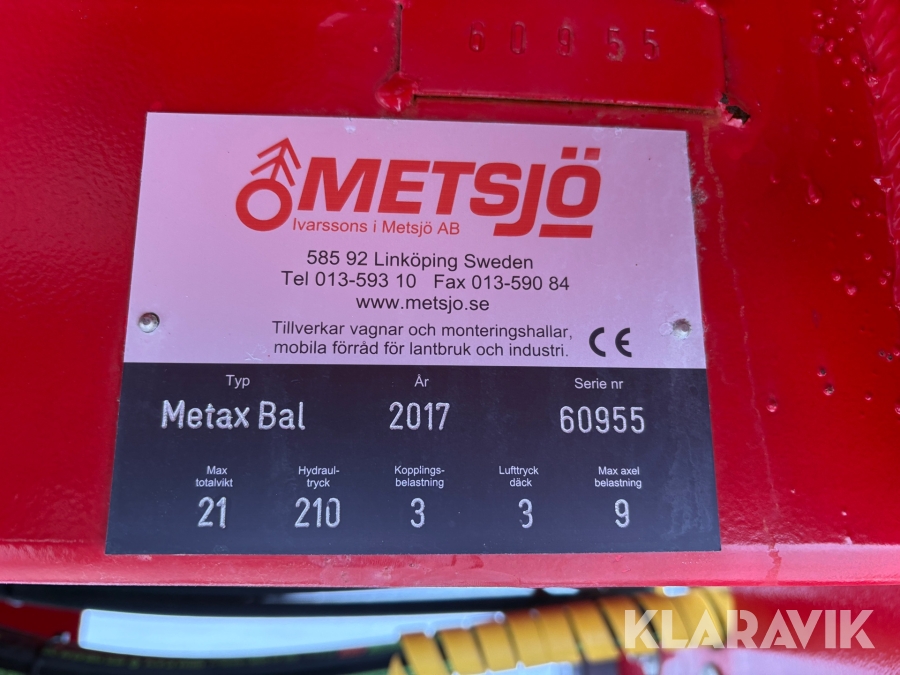 60955
METSJÖ
Ivarssons i Metsjö AB
585 92 Linköping Sweden
Tel 013-593 10 Fax 013-590 84
www.metsjo.se
Tillverkar vagnar och monteringshallar,
mobila förråd för lantbruk och industri.
CE
Typ År Serie nr
Metax Bal 2017 60955
Max totalvikt Hydraul-tryck Kopplings-belastning Lufttryck däck Max axel belastning
21 210 3 3 9
KLARAVIK